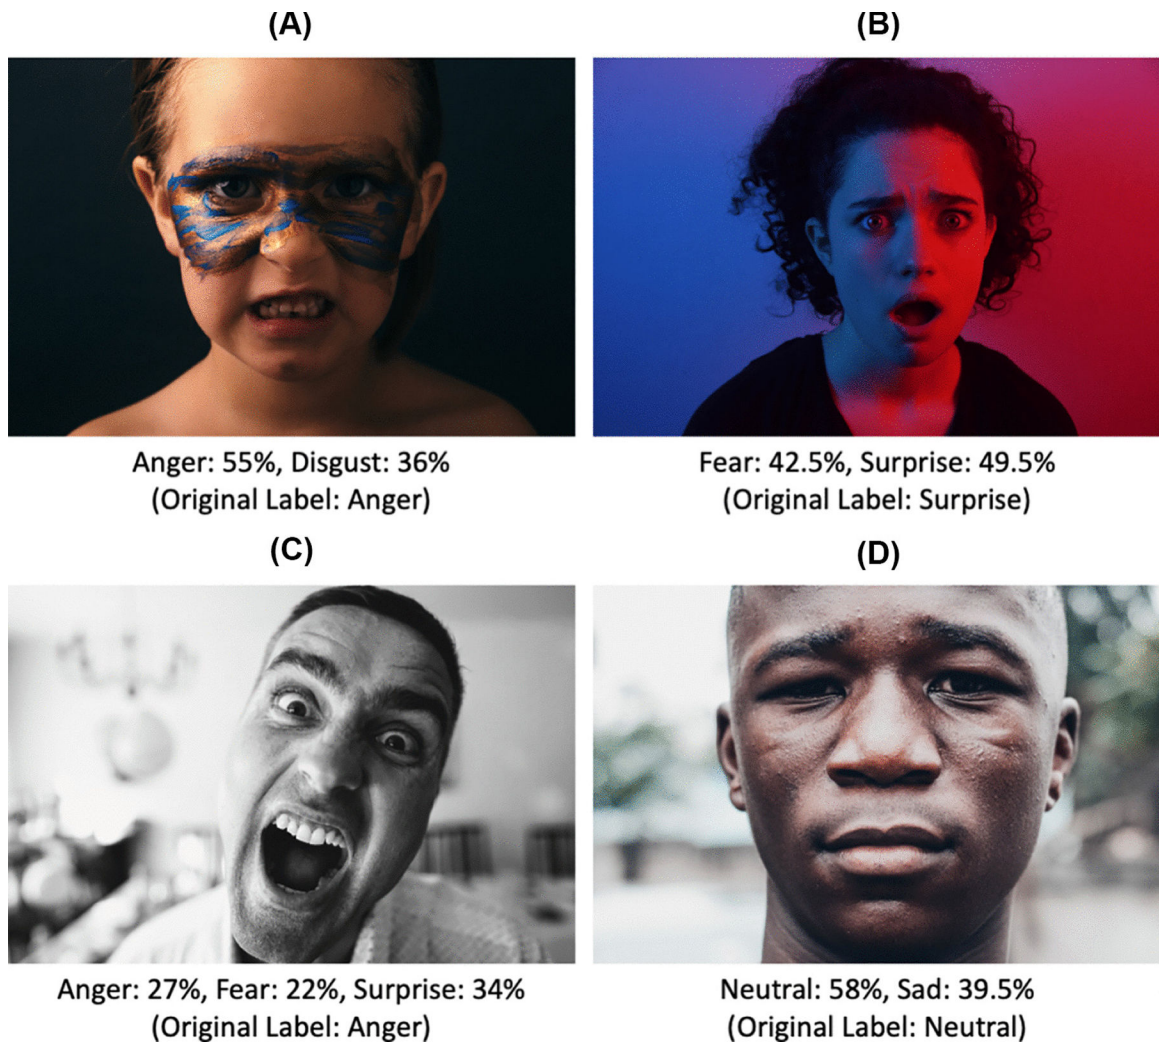 (A)
(B)
Anger: 55%, Disgust: 36%
(Original Label: Anger)
Fear: 42.5%, Surprise: 49.5%
(Original Label: Surprise)
(C)
(D)
Anger: 27%, Fear: 22%, Surprise: 34%
(Original Label: Anger)
Neutral: 58%, Sad: 39.5%
(Original Label: Neutral)